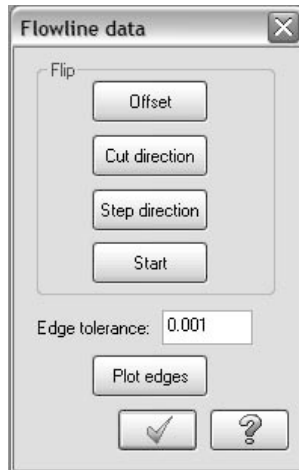 Flowline data
Flip
Offset
Cut direction
Step direction
Start
Edge tolerance: 0.001
Plot edges
?